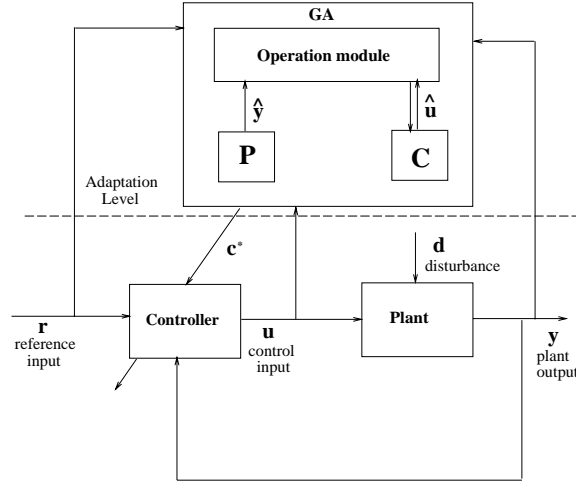 GA
Operation module
ŷ
û
P
C
Adaptation
Level
c*
d
disturbance
Controller
Plant
r
reference
input
u
control
input
y
plant
output